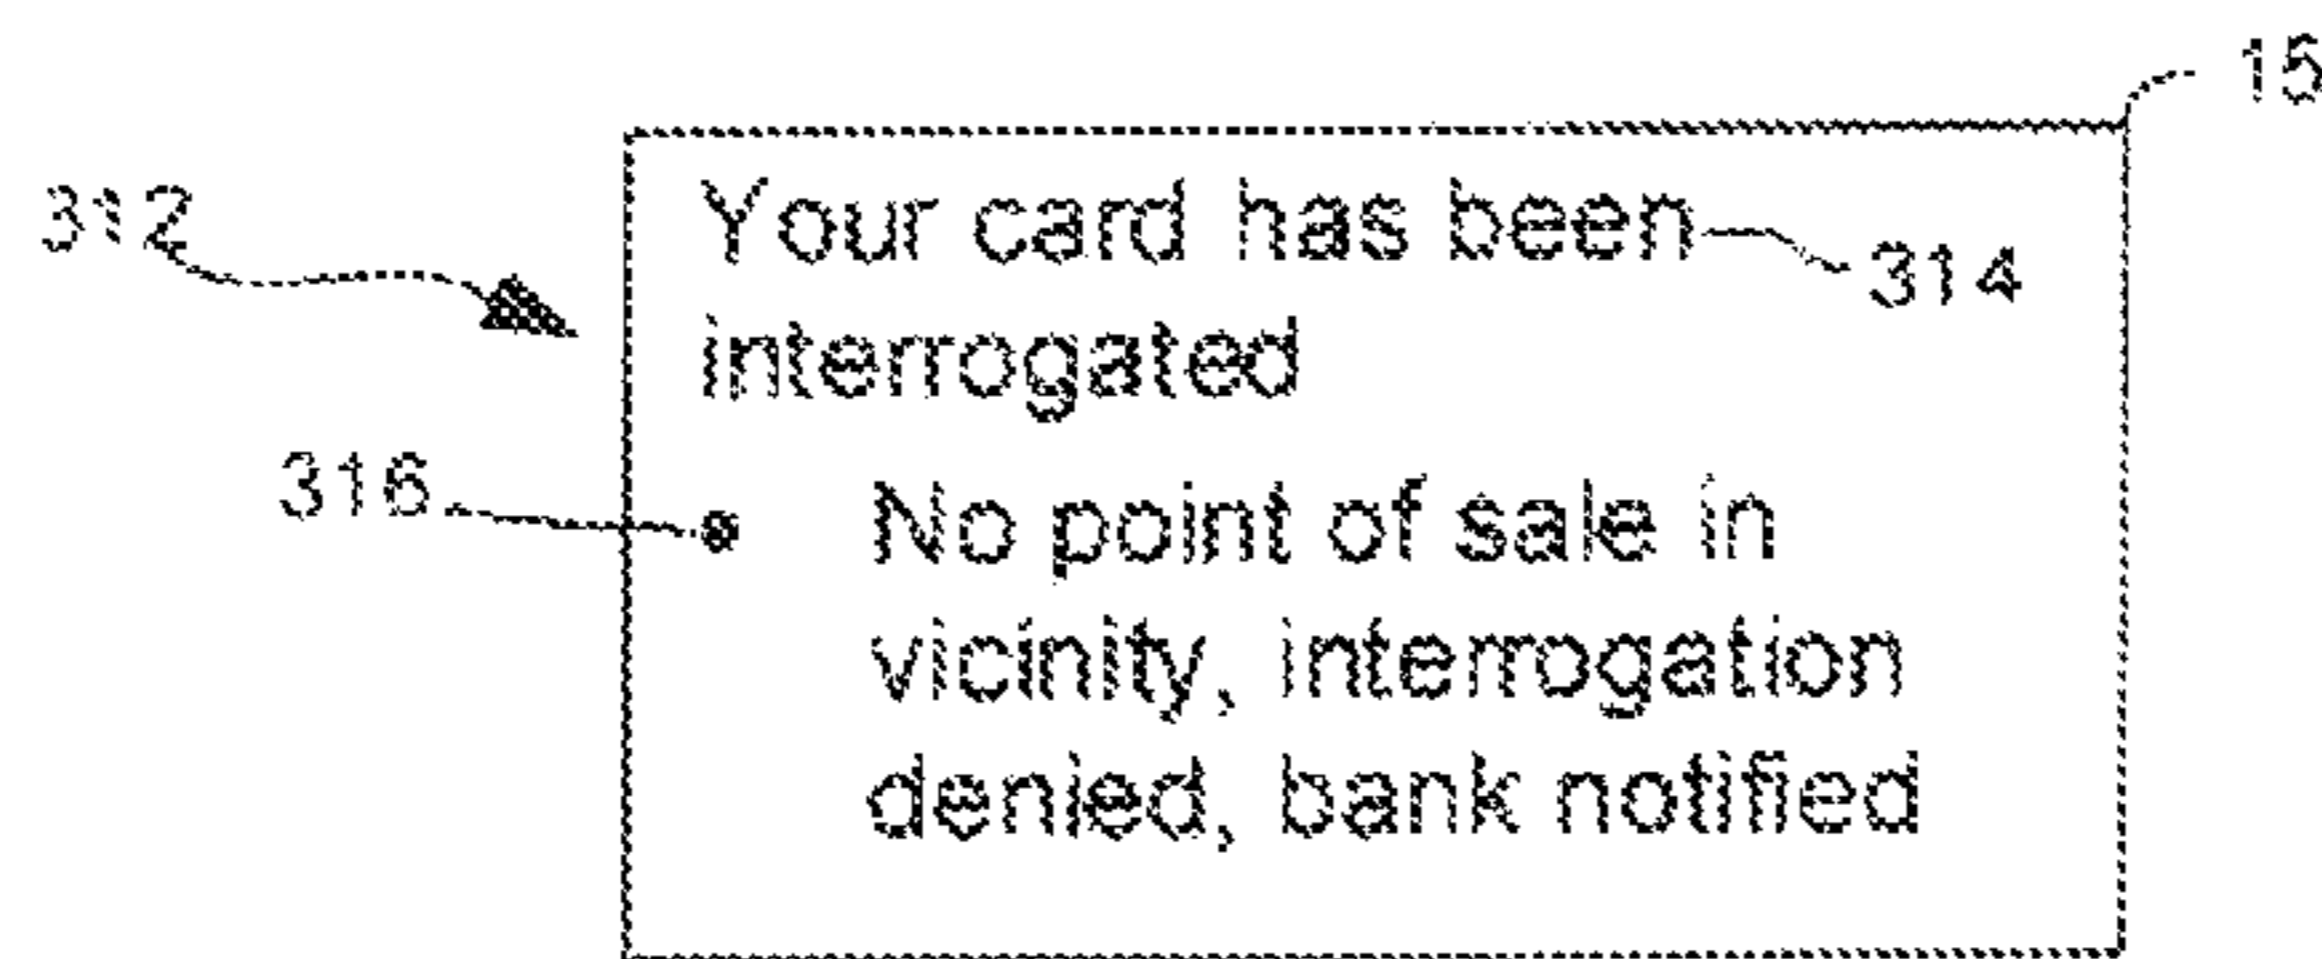 15
312
Your card has been
314
interrogated
316
No point of sale in
vicinity, interrogation
denied, bank notified